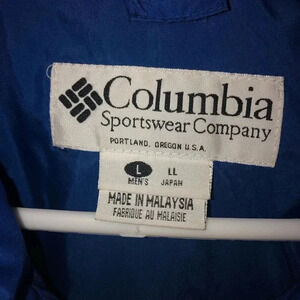 Columbia
Sportswear Company
PORTLAND, OREGON U.S.A.
L LL
MEN'S JAPAN
MADE IN MALAYSIA
FABRIQUE AU MALAISIE